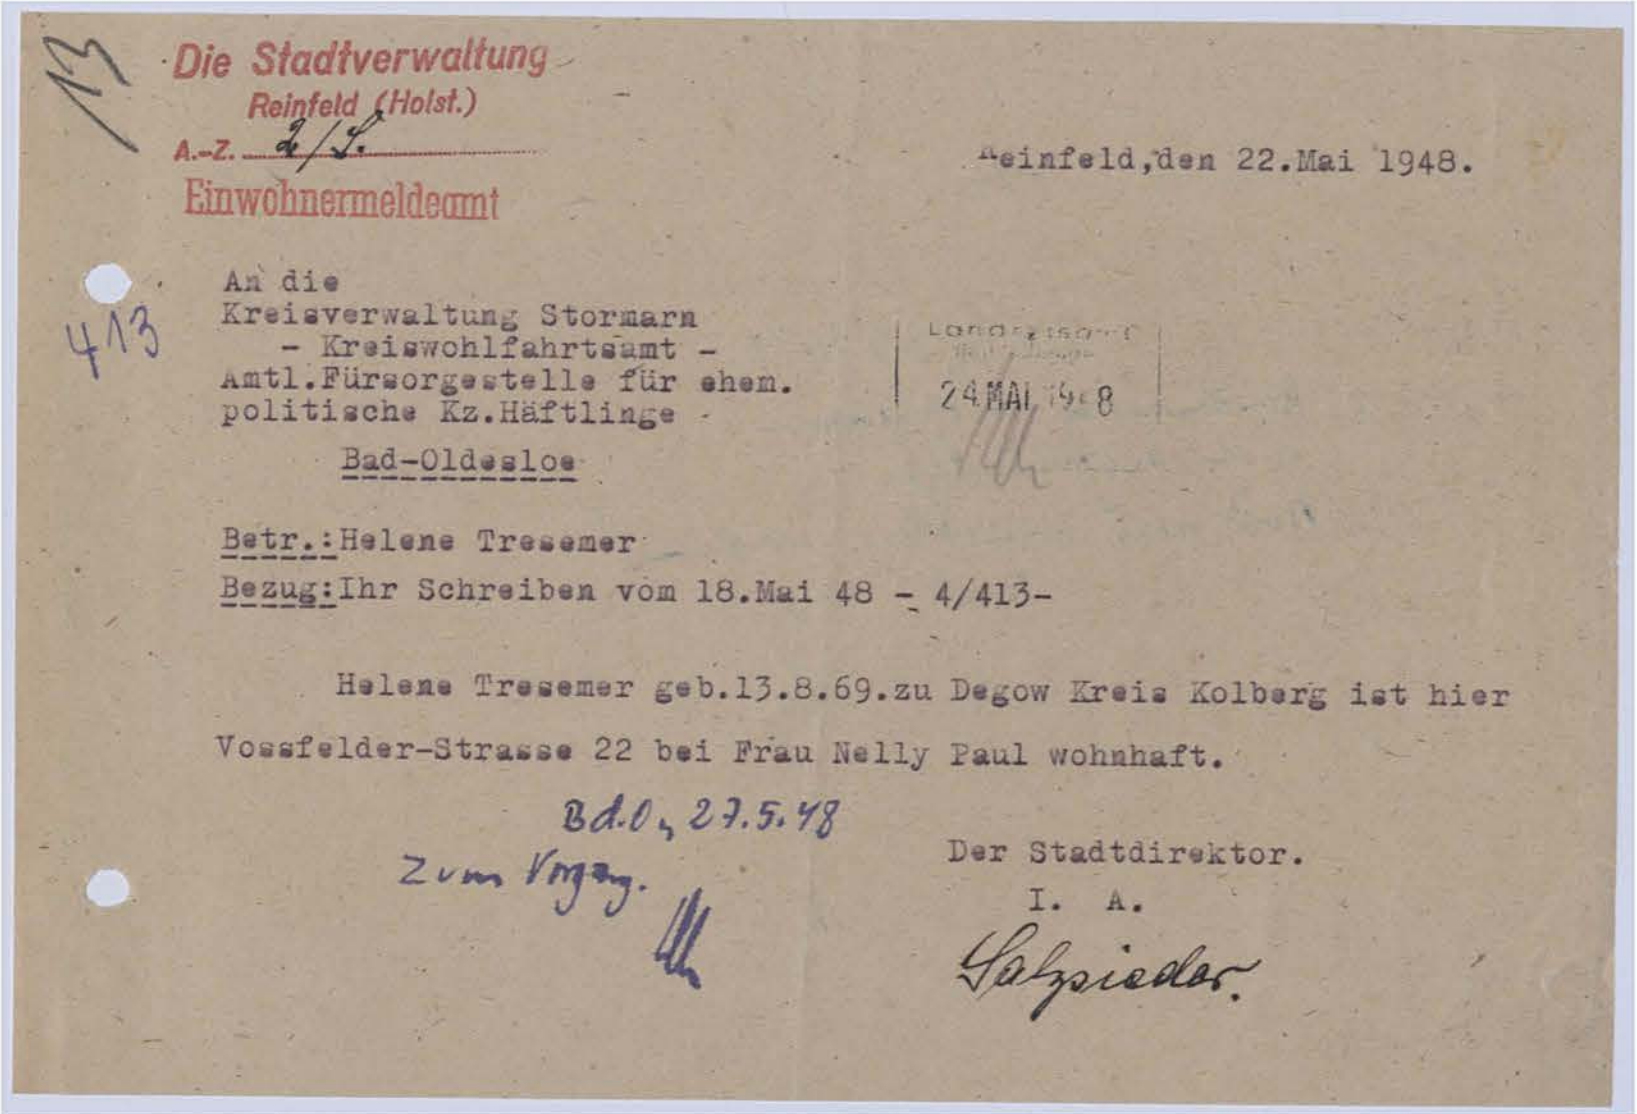 13
Die Stadtverwaltung
Reinfeld (Holst.)
A.-Z. 2/S.
Einwohnermeldeamt
Reinfeld,den 22.Mai 1948.
An die
Kreisverwaltung Stormarn
- Kreiswohlfahrtsamt -
Amtl.Fürsorgestelle für ehem.
politische Kz.Häftlinge -
Bad-Oldesloe
413
Landratsamt
24 MAI 1948
Betr.:Helene Tresemer
Bezug:Ihr Schreiben vom 18.Mai 48 - 4/413-
Helene Tresemer geb.13.8.69.zu Degow Kreis Kolberg ist hier
Vossfelder-Strasse 22 bei Frau Nelly Paul wohnhaft.
Bd.O, 27.5.48
Zum Vorgang.
Der Stadtdirektor.
I. A.
Salzsieder.